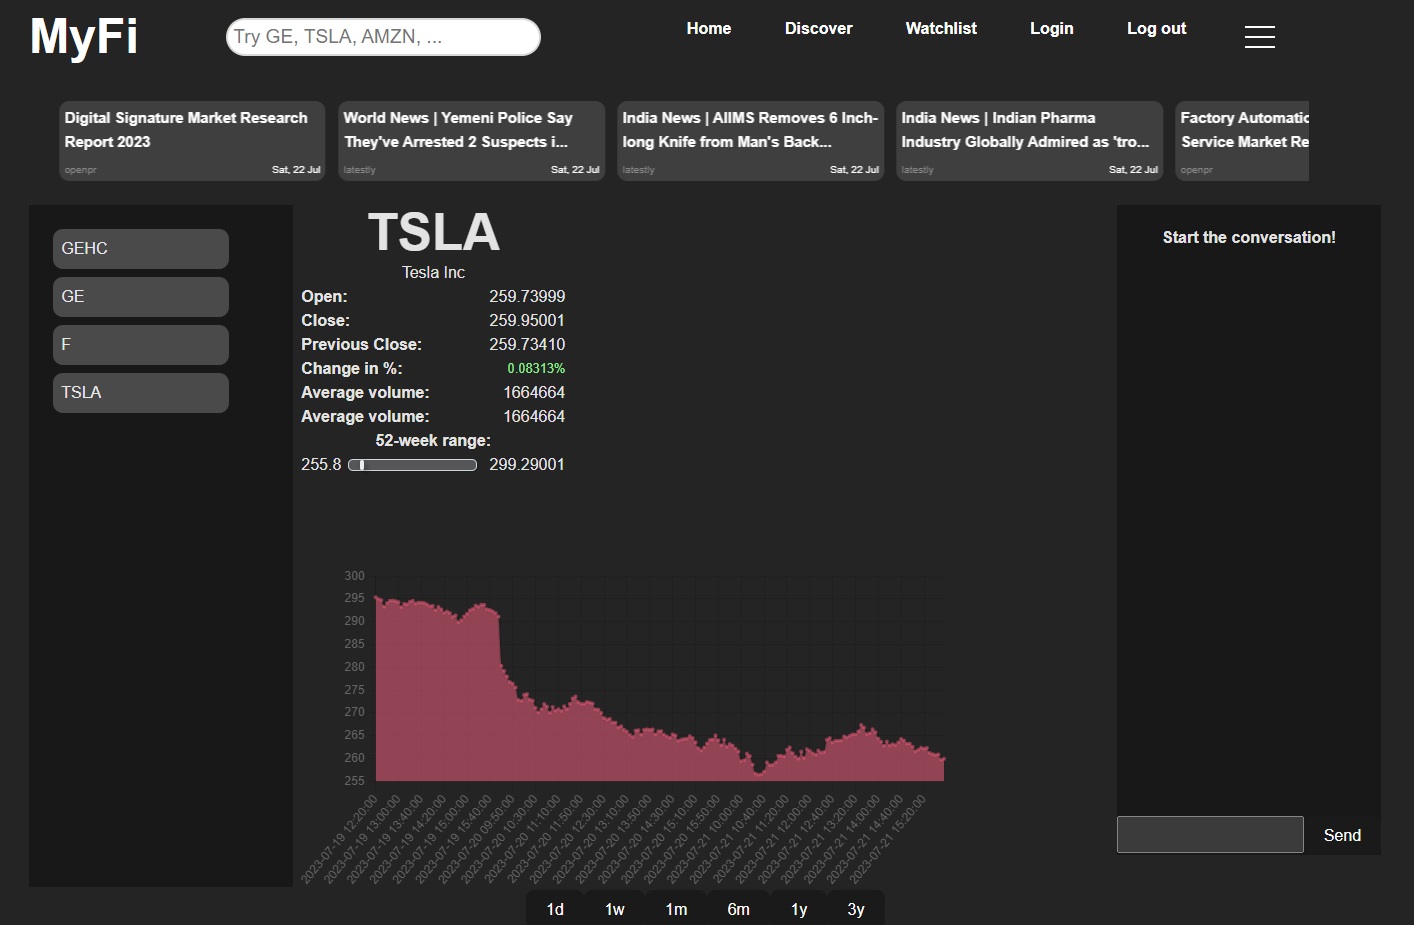 MyFi
Try GE, TSLA, AMZN, ...
Home
Discover
Watchlist
Login
Log out
Digital Signature Market Research
Report 2023
openpr
Sat, 22 Jul
World News | Yemeni Police Say
They've Arrested 2 Suspects i...
latestly
Sat, 22 Jul
India News | AIIMS Removes 6 Inch-
long Knife from Man's Back...
latestly
Sat, 22 Jul
India News | Indian Pharma
Industry Globally Admired as 'tro...
latestly
Sat, 22 Jul
Factory Automatic
Service Market Re
openpr
GEHC
GE
F
TSLA
TSLA
Tesla Inc
Open: 259.73999
Close: 259.95001
Previous Close: 259.73410
Change in %: 0.08313%
Average volume: 1664664
Average volume: 1664664
52-week range:
255.8 299.29001
300
295
290
285
280
275
270
265
260
255
2023-07-19 12:20:00
2023-07-19 13:00:00
2023-07-19 13:40:00
2023-07-19 14:20:00
2023-07-19 15:00:00
2023-07-19 15:40:00
2023-07-20 09:50:00
2023-07-20 10:30:00
2023-07-20 11:10:00
2023-07-20 11:50:00
2023-07-20 12:30:00
2023-07-20 13:10:00
2023-07-20 13:50:00
2023-07-20 14:30:00
2023-07-20 15:10:00
2023-07-20 15:50:00
2023-07-21 10:00:00
2023-07-21 10:40:00
2023-07-21 11:20:00
2023-07-21 12:00:00
2023-07-21 12:40:00
2023-07-21 13:20:00
2023-07-21 14:00:00
2023-07-21 14:40:00
2023-07-21 15:20:00
1d
1w
1m
6m
1y
3y
Start the conversation!
Send